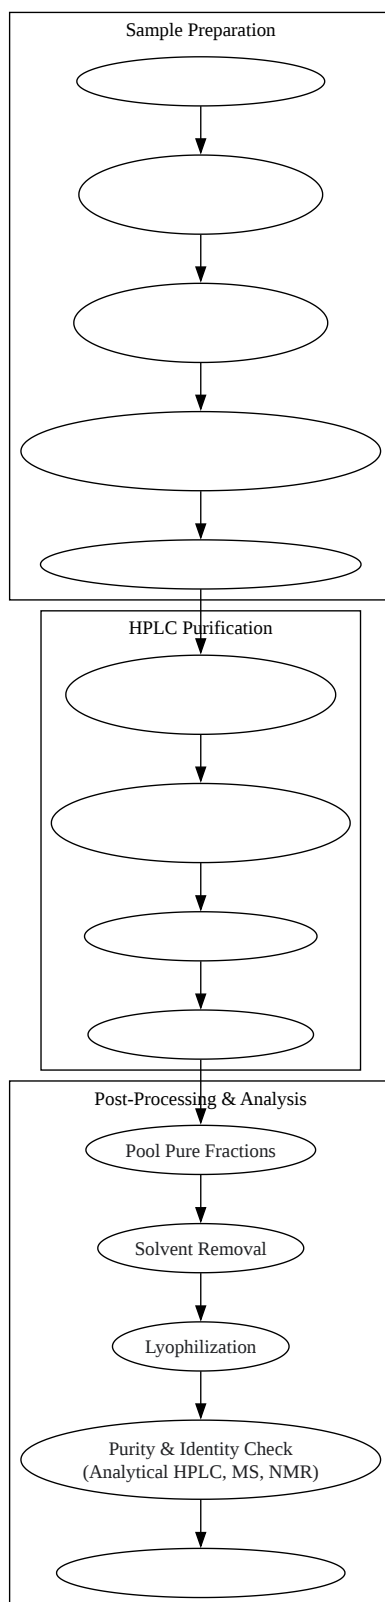 Sample Preparation
HPLC Purification
Post-Processing & Analysis
Pool Pure Fractions
Solvent Removal
Lyophilization
Purity & Identity Check
(Analytical HPLC, MS, NMR)